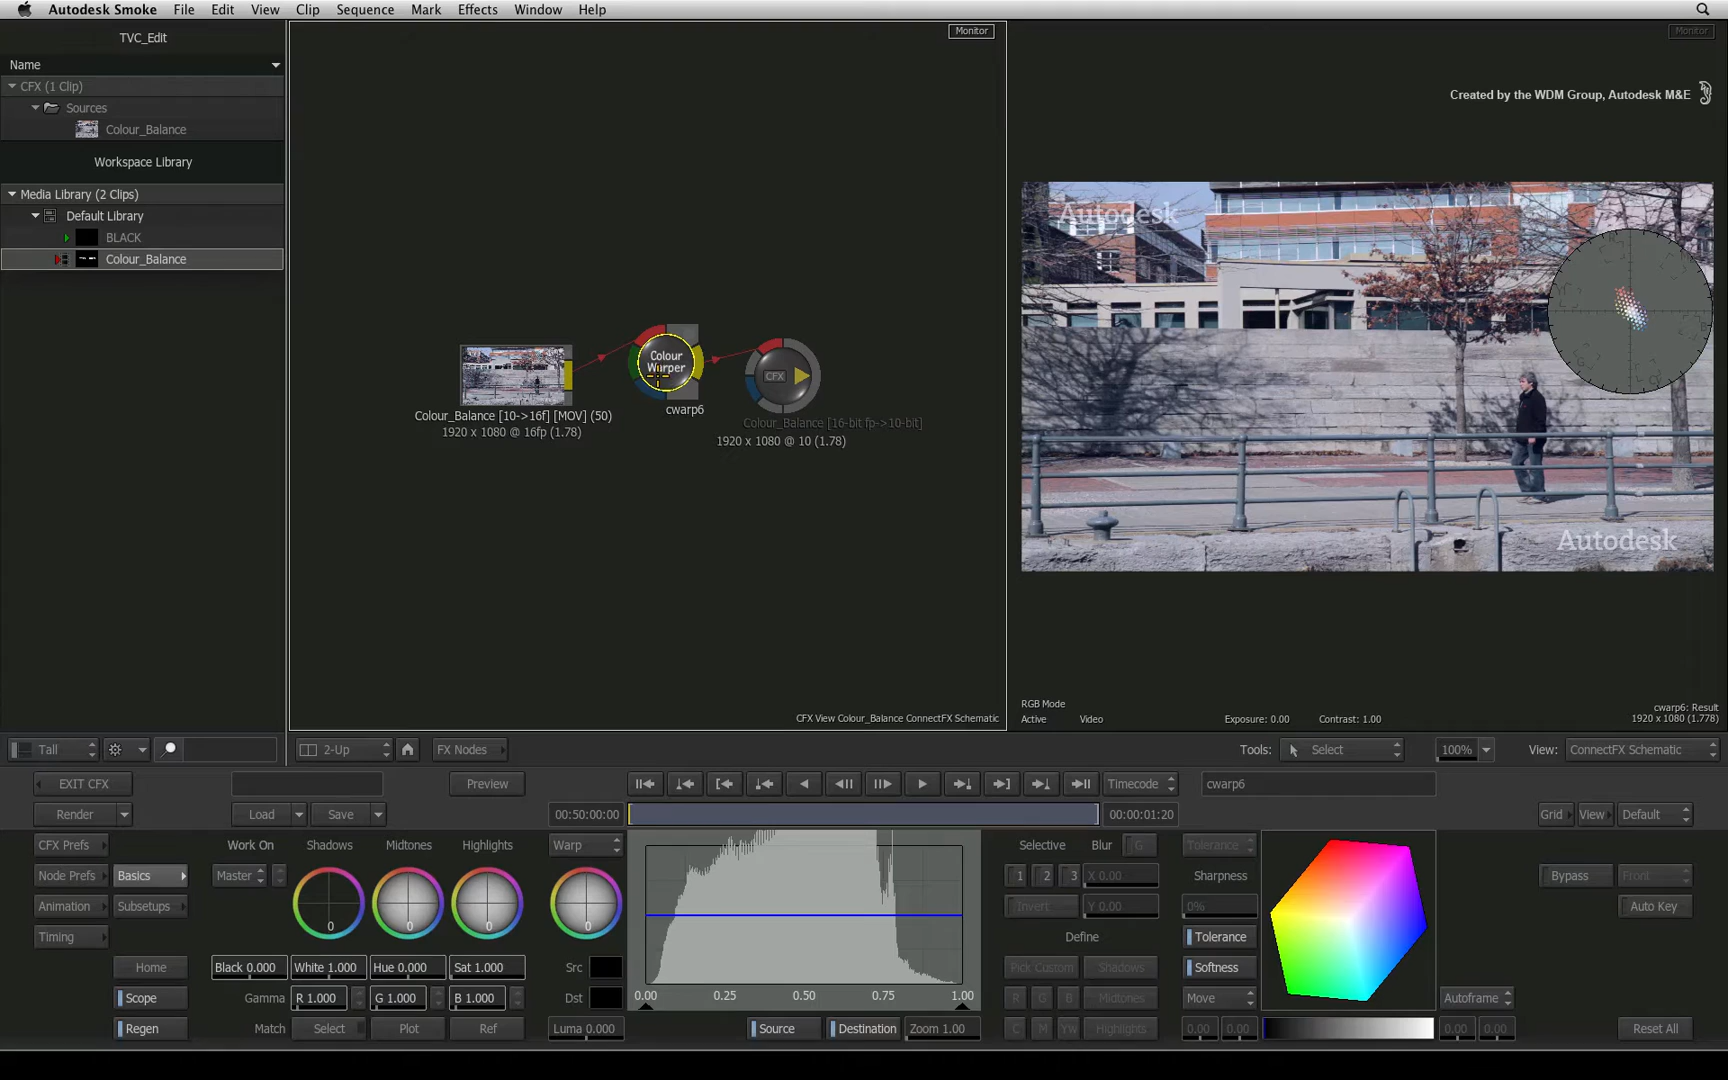 Autodesk Smoke File Edit View Clip Sequence Mark Effects Window Help
TVC_Edit
Name
CFX (1 Clip)
Sources
Colour_Balance
Workspace Library
Media Library (2 Clips)
Default Library
BLACK
Colour_Balance
Monitor
Colour
Warper
cwarp6
CFX
Colour_Balance [10->16f] [MOV] (50)
1920 x 1080 @ 16fp (1.78)
Colour_Balance [16-bit fp->10-bit]
1920 x 1080 @ 10 (1.78)
CFX View Colour_Balance ConnectFX Schematic
Monitor
Created by the WDM Group, Autodesk M&E
Autodesk
Autodesk
RGB Mode
Active Video Exposure: 0.00 Contrast: 1.00
cwarp6: Result
1920 x 1080 (1.778)
Tall 2-Up FX Nodes Tools: Select 100% View: ConnectFX Schematic
EXIT CFX Preview Timecode cwarp6
Render Load Save 00:50:00:00 00:00:01:20 Grid View Default
CFX Prefs Work On Shadows Midtones Highlights Warp Selective Blur G Tolerance
Node Prefs Basics Master 1 2 3 X 0.00 Sharpness Bypass Front
Animation Subsetups 0 0 0 0 Invert Y 0.00 0% Auto Key
Timing Define Tolerance
Home Black 0.000 White 1.000 Hue 0.000 Sat 1.000 Src Pick Custom Shadows Softness
Scope Gamma R 1.000 G 1.000 B 1.000 Dst 0.00 0.25 0.50 0.75 1.00 R G B Midtones Move Autoframe
Regen Match Select Plot Ref Luma 0.000 Source Destination Zoom 1.00 C M Yw Highlights 0.00 0.00 0.00 0.00 Reset All